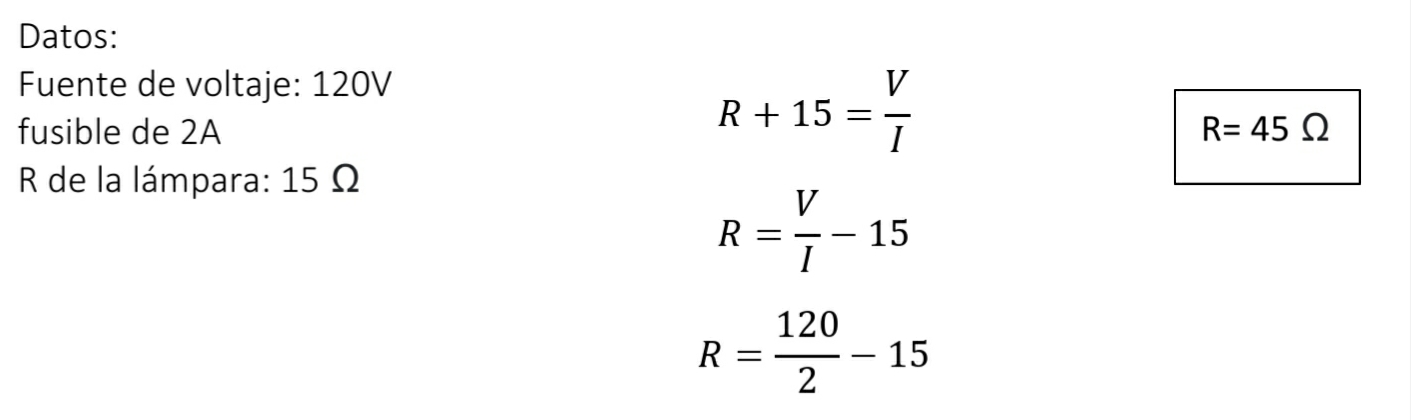 Datos:
Fuente de voltaje: 120V
fusible de 2A
R de la lámpara: 15 Ω
R + 15 = V/I
R = V/I − 15
R = 120/2 − 15
R= 45 Ω